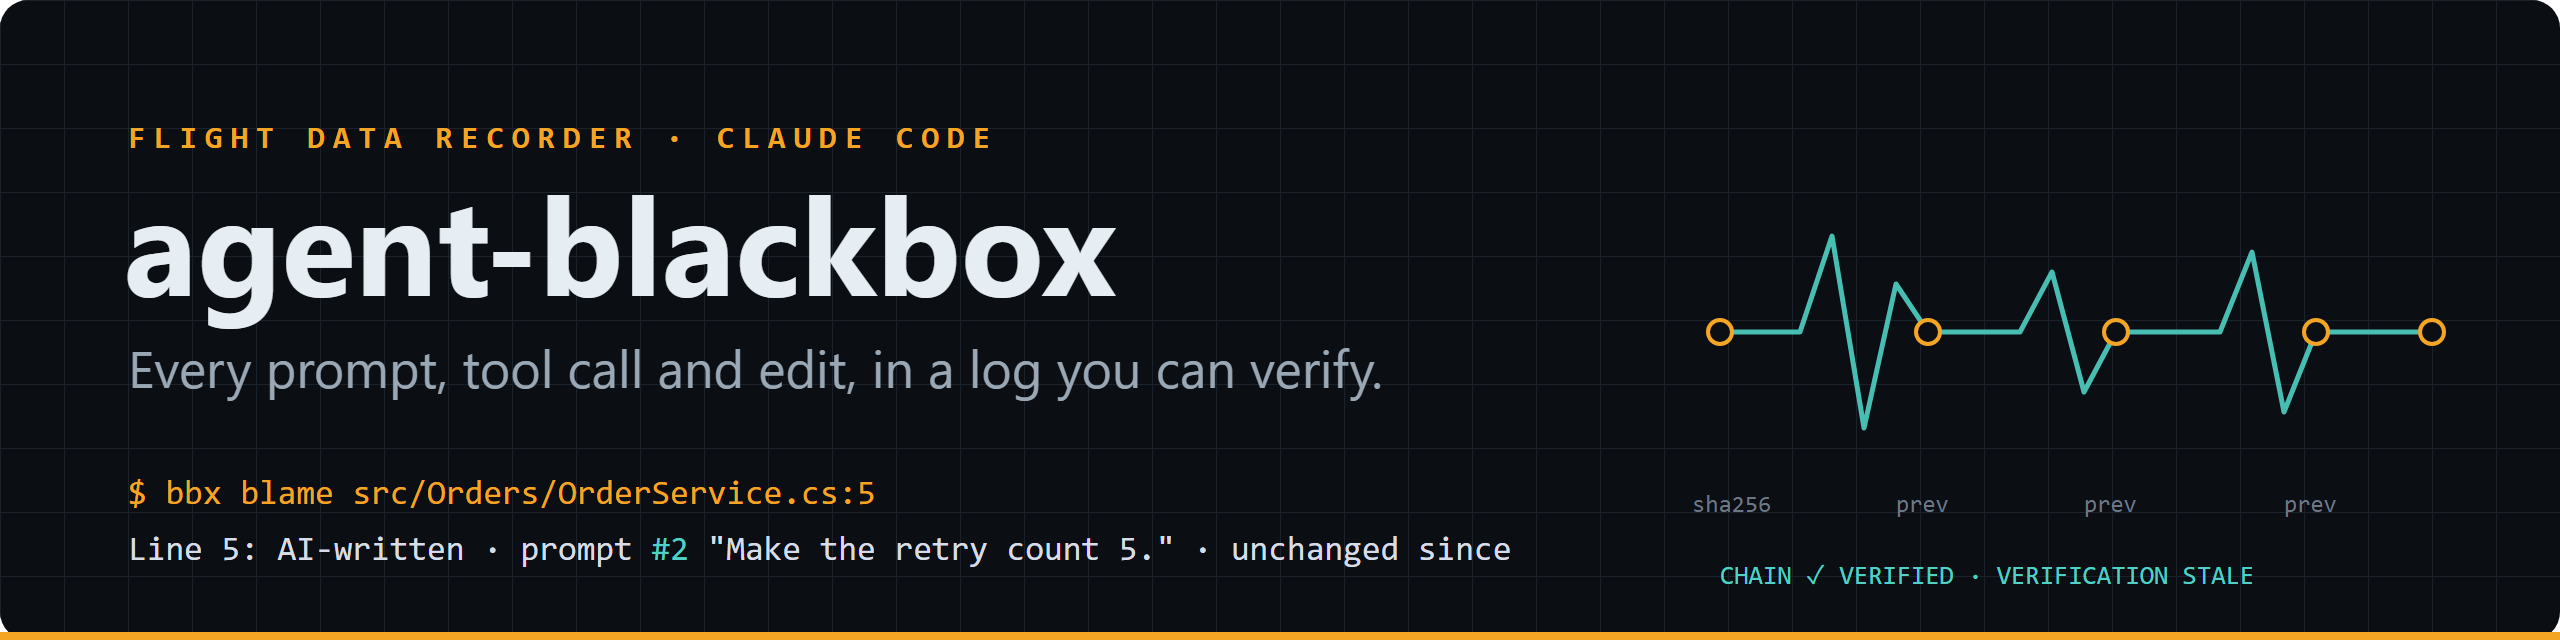 FLIGHT DATA RECORDER · CLAUDE CODE
agent-blackbox
Every prompt, tool call and edit, in a log you can verify.
$ bbx blame src/Orders/OrderService.cs:5
Line 5: AI-written · prompt #2 "Make the retry count 5." · unchanged since
sha256 prev prev prev
CHAIN ✓ VERIFIED · VERIFICATION STALE